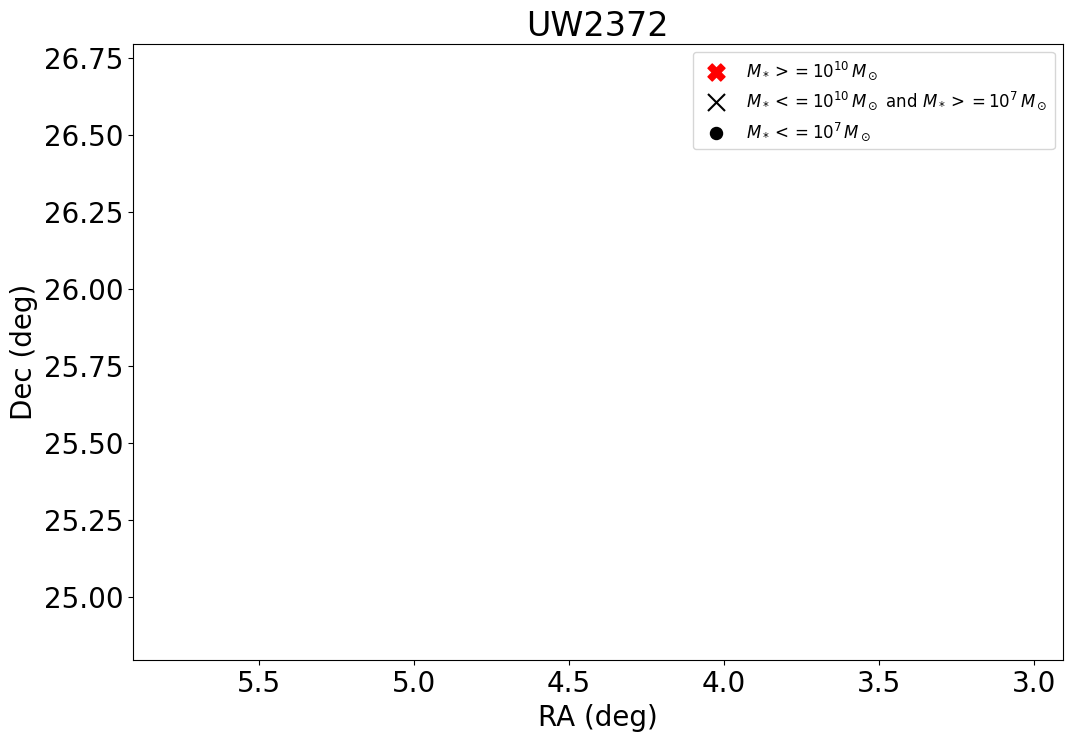 UW2372
26.75
26.50
26.25
26.00
25.75
25.50
25.25
25.00
Dec (deg)
M* >= 10^10 M⊙
M* <= 10^10 M⊙ and M* >= 10^7 M⊙
M* <= 10^7 M⊙
5.5 5.0 4.5 4.0 3.5 3.0
RA (deg)